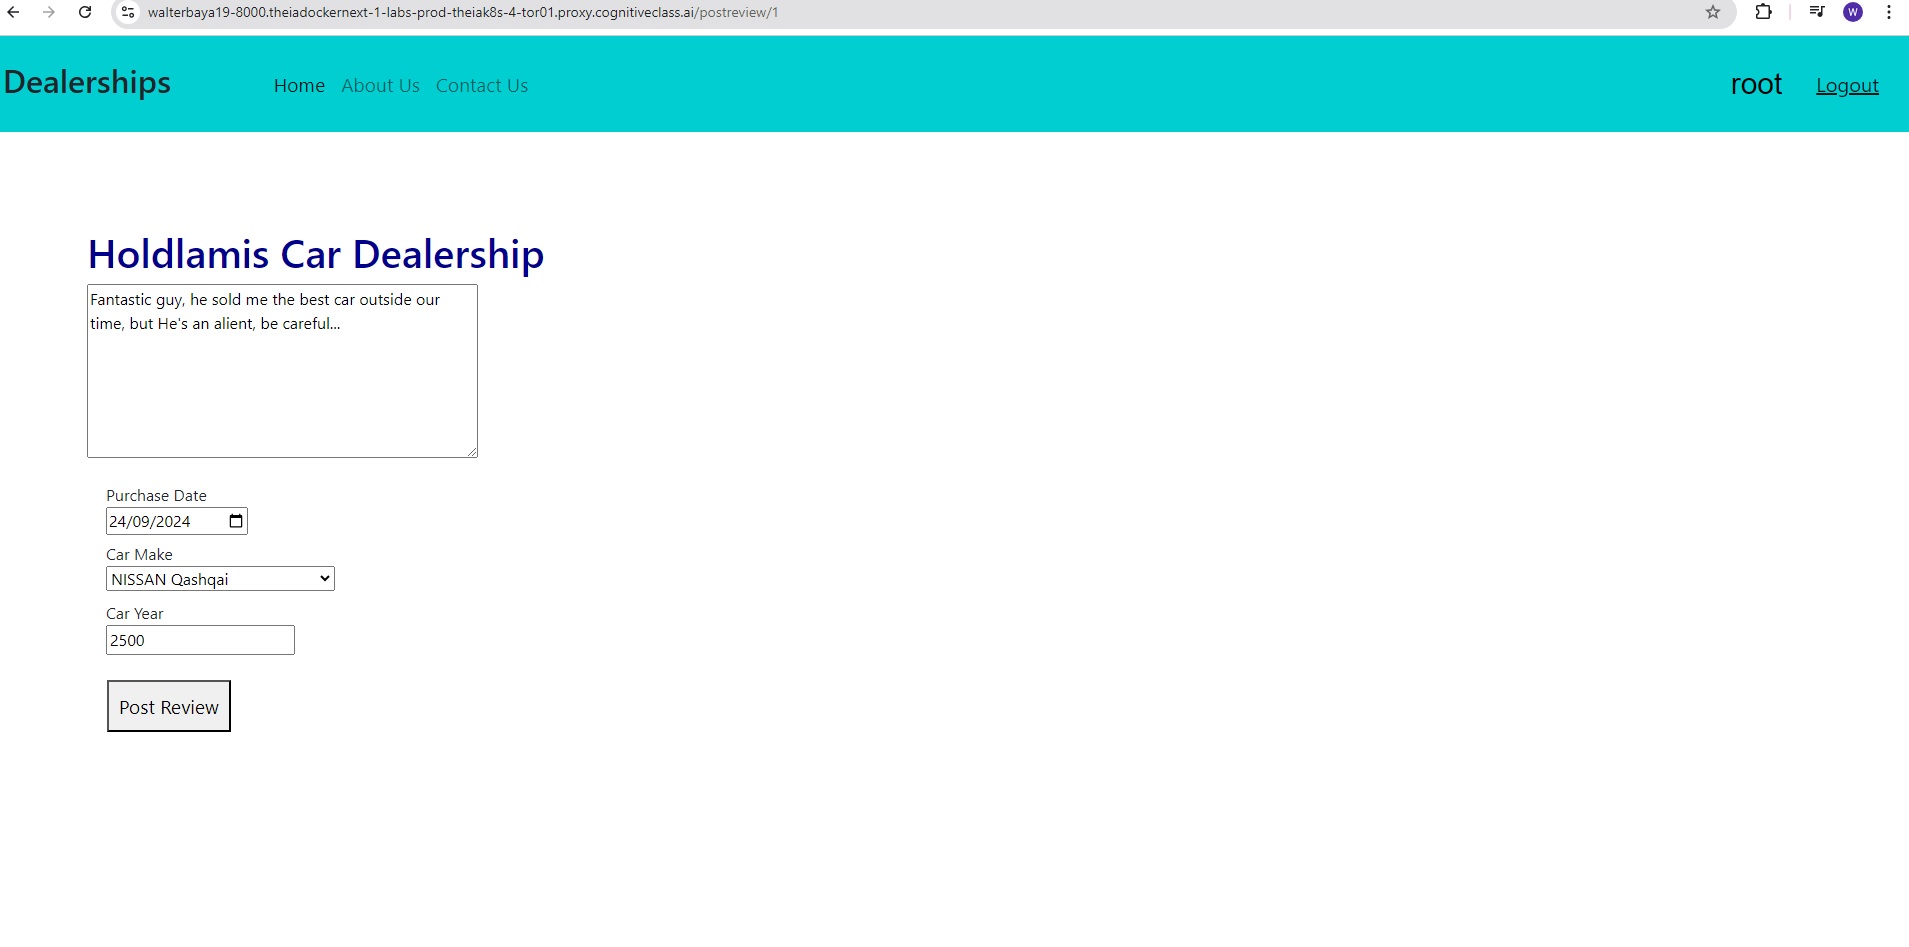 walterbaya19-8000.theiadockernext-1-labs-prod-theiak8s-4-tor01.proxy.cognitiveclass.ai/postreview/1
W
Dealerships Home About Us Contact Us root Logout
Holdlamis Car Dealership
Fantastic guy, he sold me the best car outside our
time, but He's an alient, be careful...
Purchase Date
24/09/2024
Car Make
NISSAN Qashqai
Car Year
2500
Post Review